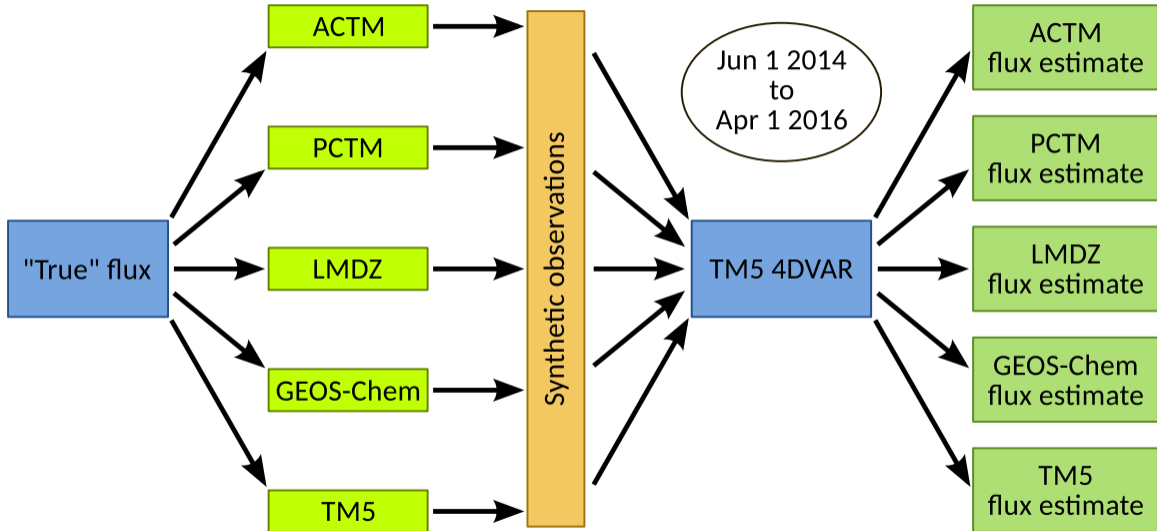 "True" flux
ACTM
PCTM
LMDZ
GEOS-Chem
TM5
Synthetic observations
Jun 1 2014
to
Apr 1 2016
TM5 4DVAR
ACTM
flux estimate
PCTM
flux estimate
LMDZ
flux estimate
GEOS-Chem
flux estimate
TM5
flux estimate